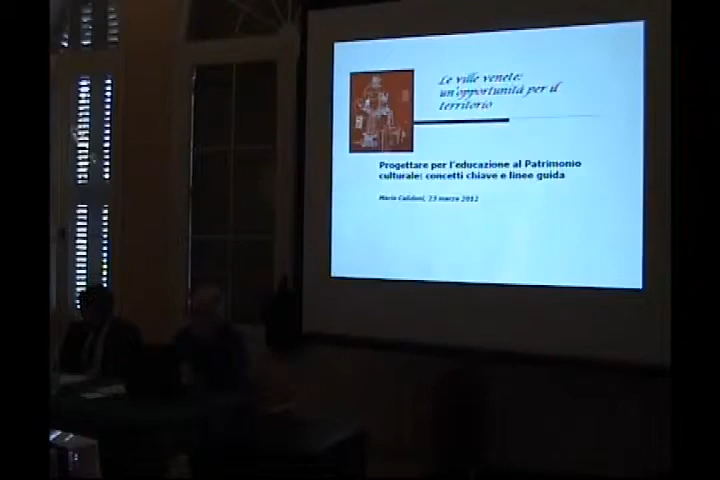 Le ville venete:
un'opportunità per il
territorio
Progettare per l'educazione al Patrimonio
culturale: concetti chiave e linee guida
Mario Calidoni, 23 marzo 2012